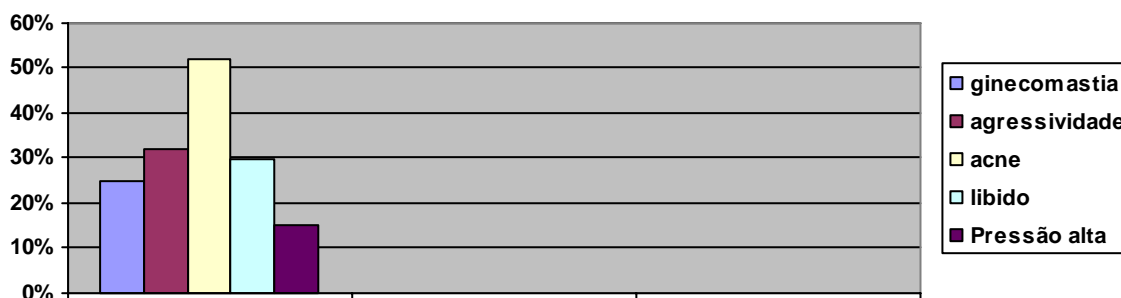 60%
50%
40%
30%
20%
10%
0%
ginecomastia
agressividade
acne
libido
Pressão alta